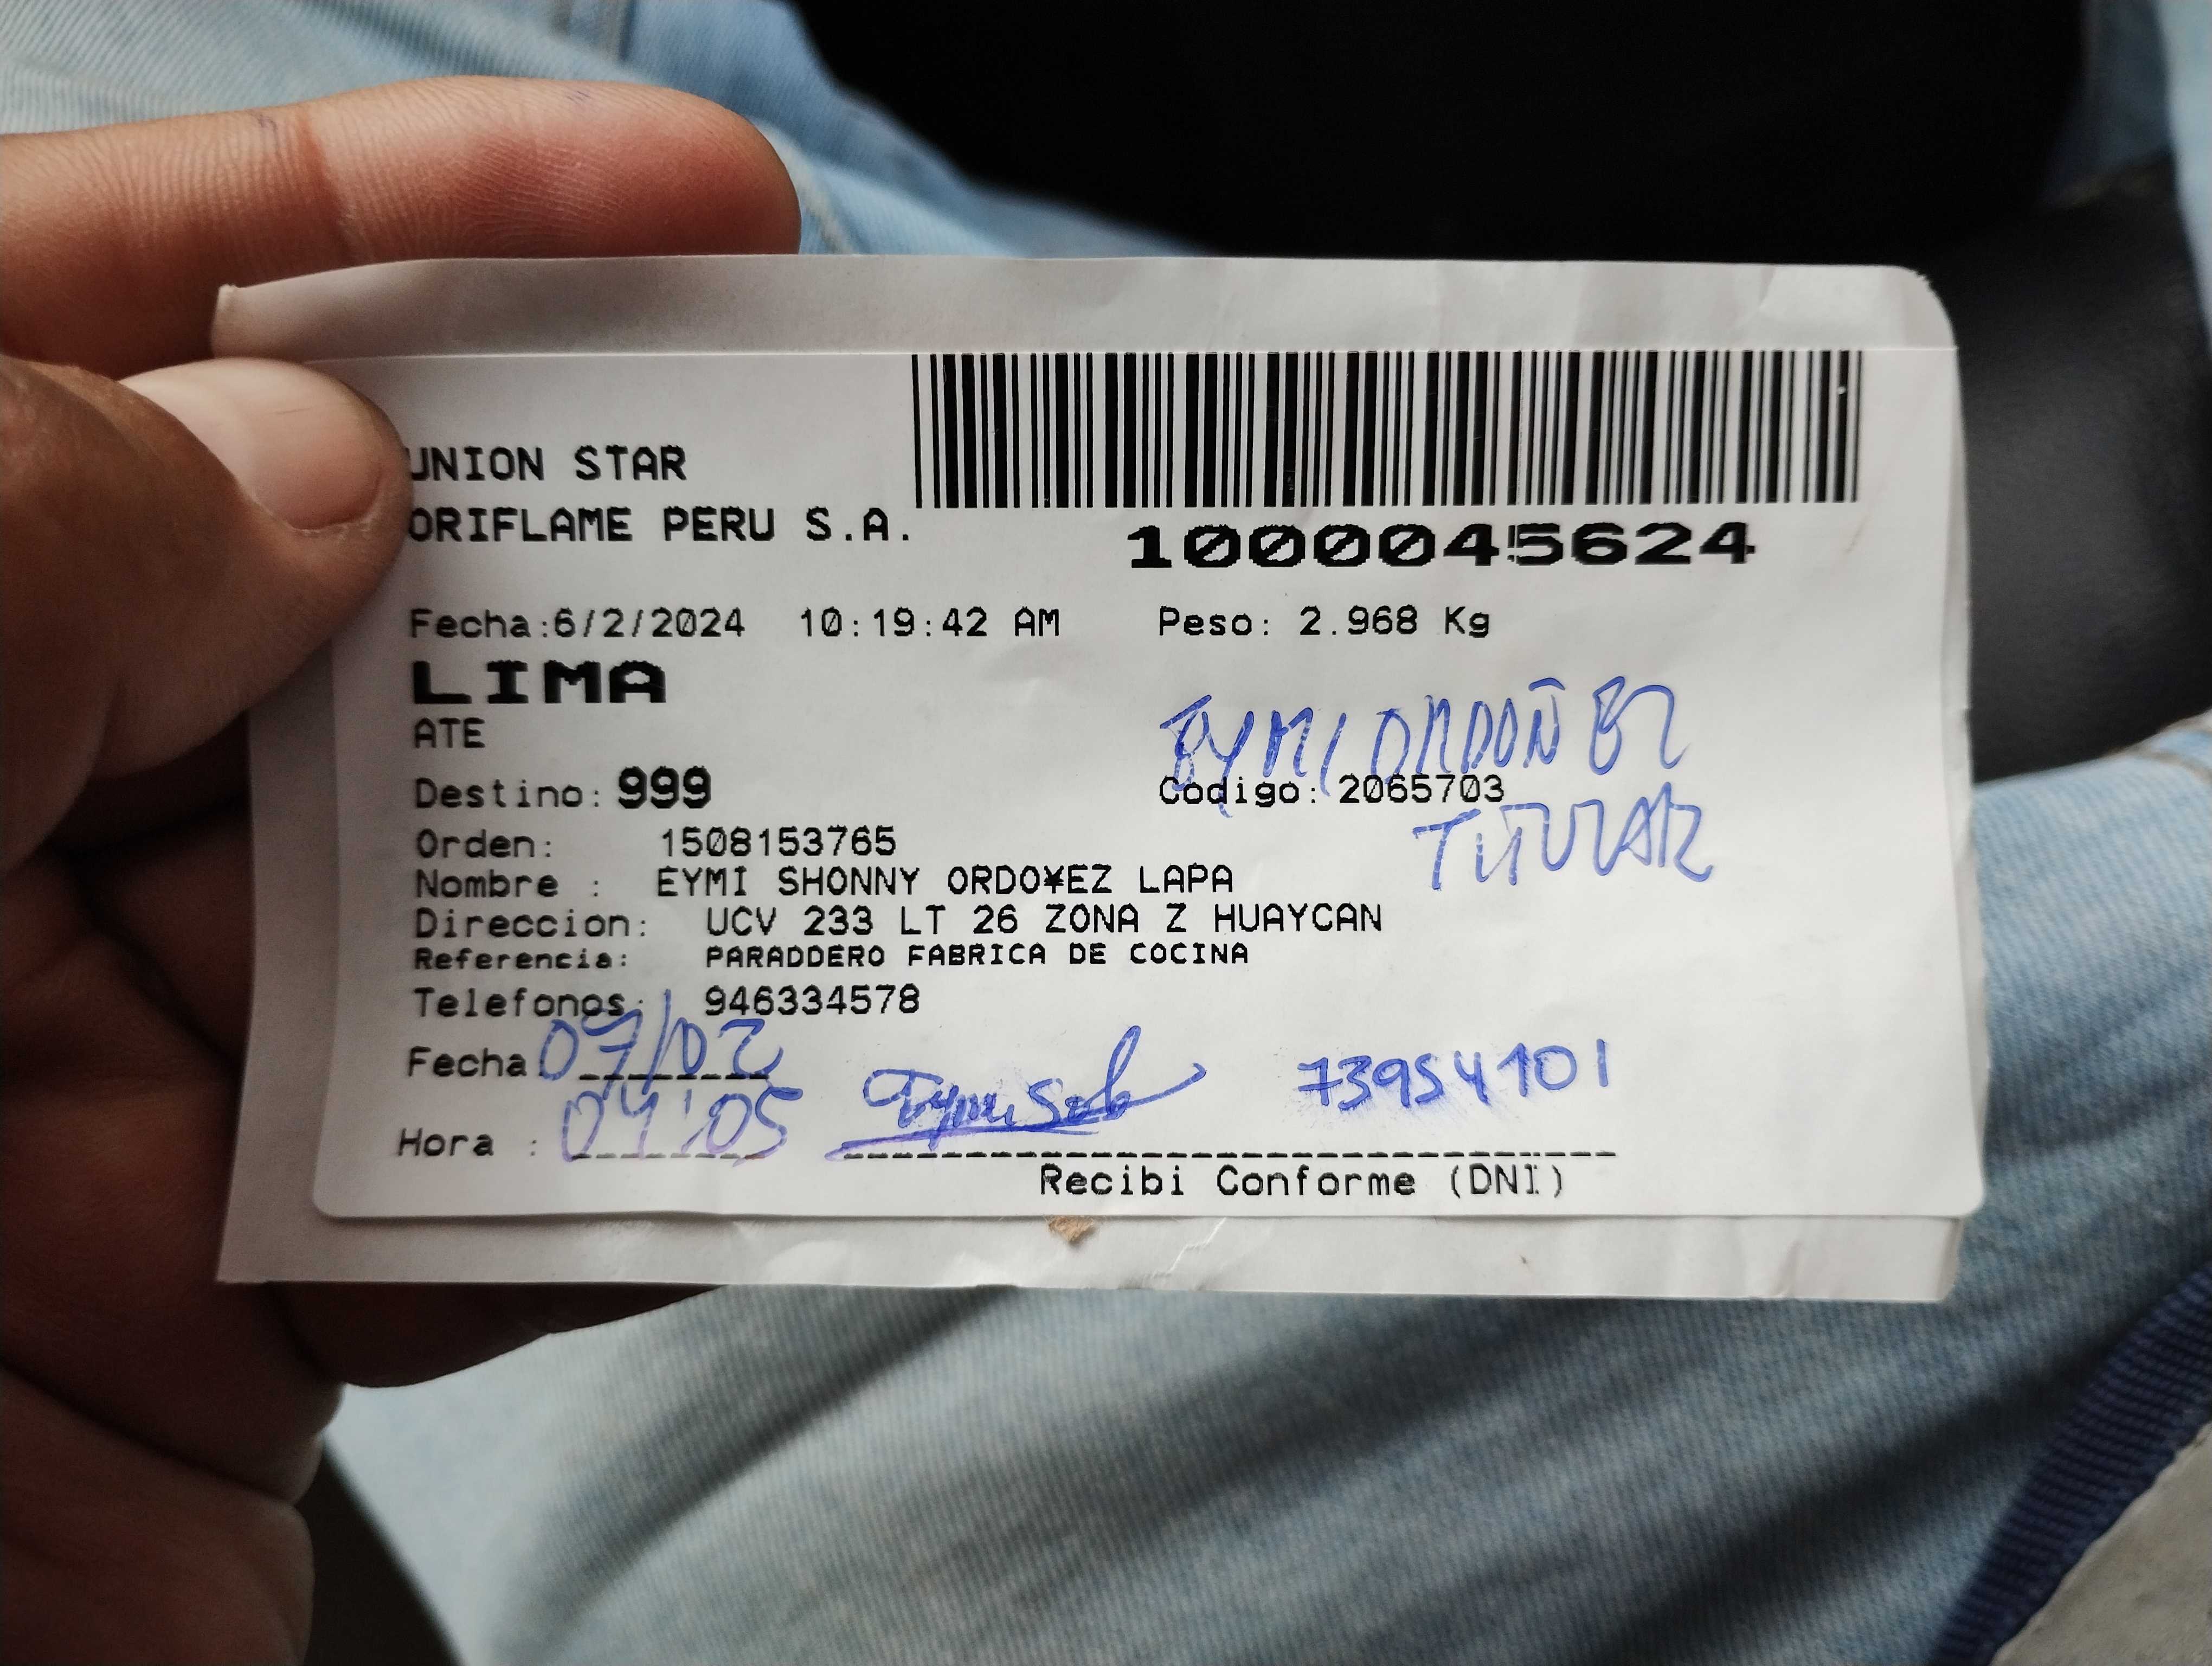 UNION STAR
ORIFLAME PERU S.A.
1000045624
Fecha:6/2/2024 10:19:42 AM Peso: 2.968 Kg
LIMA
ATE
EYMI ORDOÑEZ
Destino: 999 Codigo: 2065703
TITULAR
Orden: 1508153765
Nombre : EYMI SHONNY ORDO¥EZ LAPA
Direccion: UCV 233 LT 26 ZONA Z HUAYCAN
Referencia: PARADDERO FABRICA DE COCINA
Telefonos: 946334578
Fecha: 07/02
73954101
Hora : 04:05
Recibi Conforme (DNI)